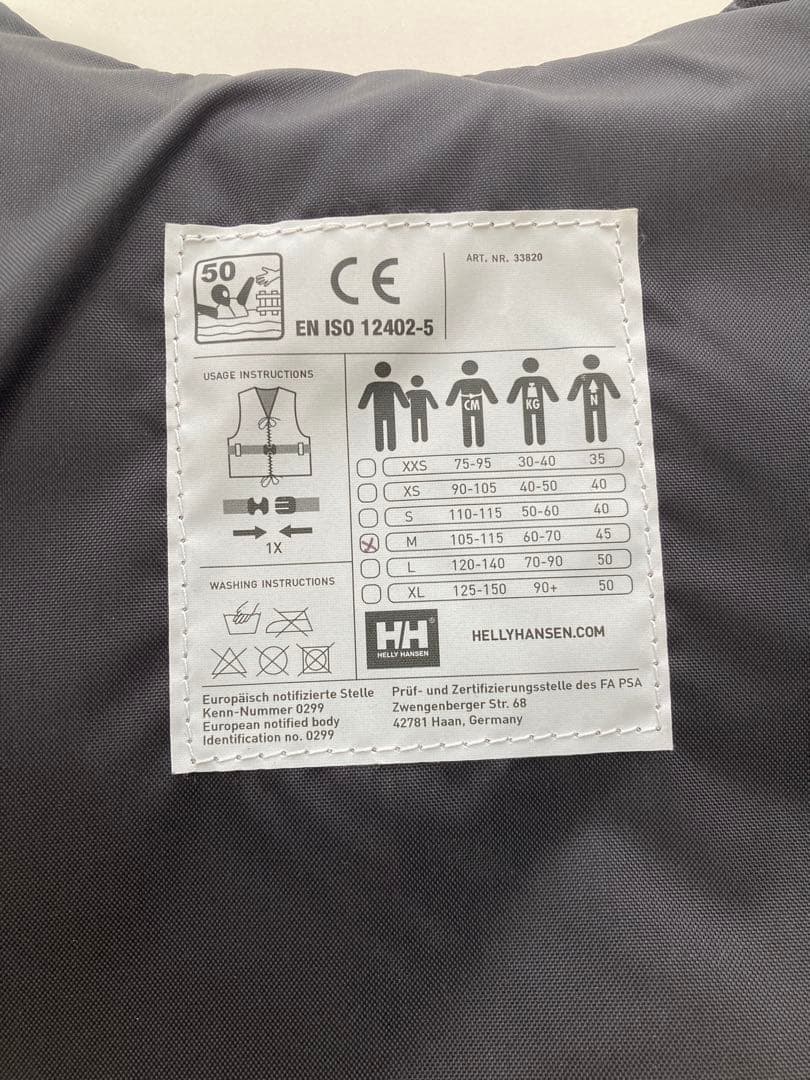 50
CE
EN ISO 12402-5
ART. NR. 33820
USAGE INSTRUCTIONS
1X
WASHING INSTRUCTIONS
CM KG N
XXS 75-95 30-40 35
XS 90-105 40-50 40
S 110-115 50-60 40
M 105-115 60-70 45
L 120-140 70-90 50
XL 125-150 90+ 50
HH®
HELLY HANSEN
HELLYHANSEN.COM
Europäisch notifizierte Stelle
Kenn-Nummer 0299
European notified body
Identification no. 0299
Prüf- und Zertifizierungsstelle des FA PSA
Zwengenberger Str. 68
42781 Haan, Germany